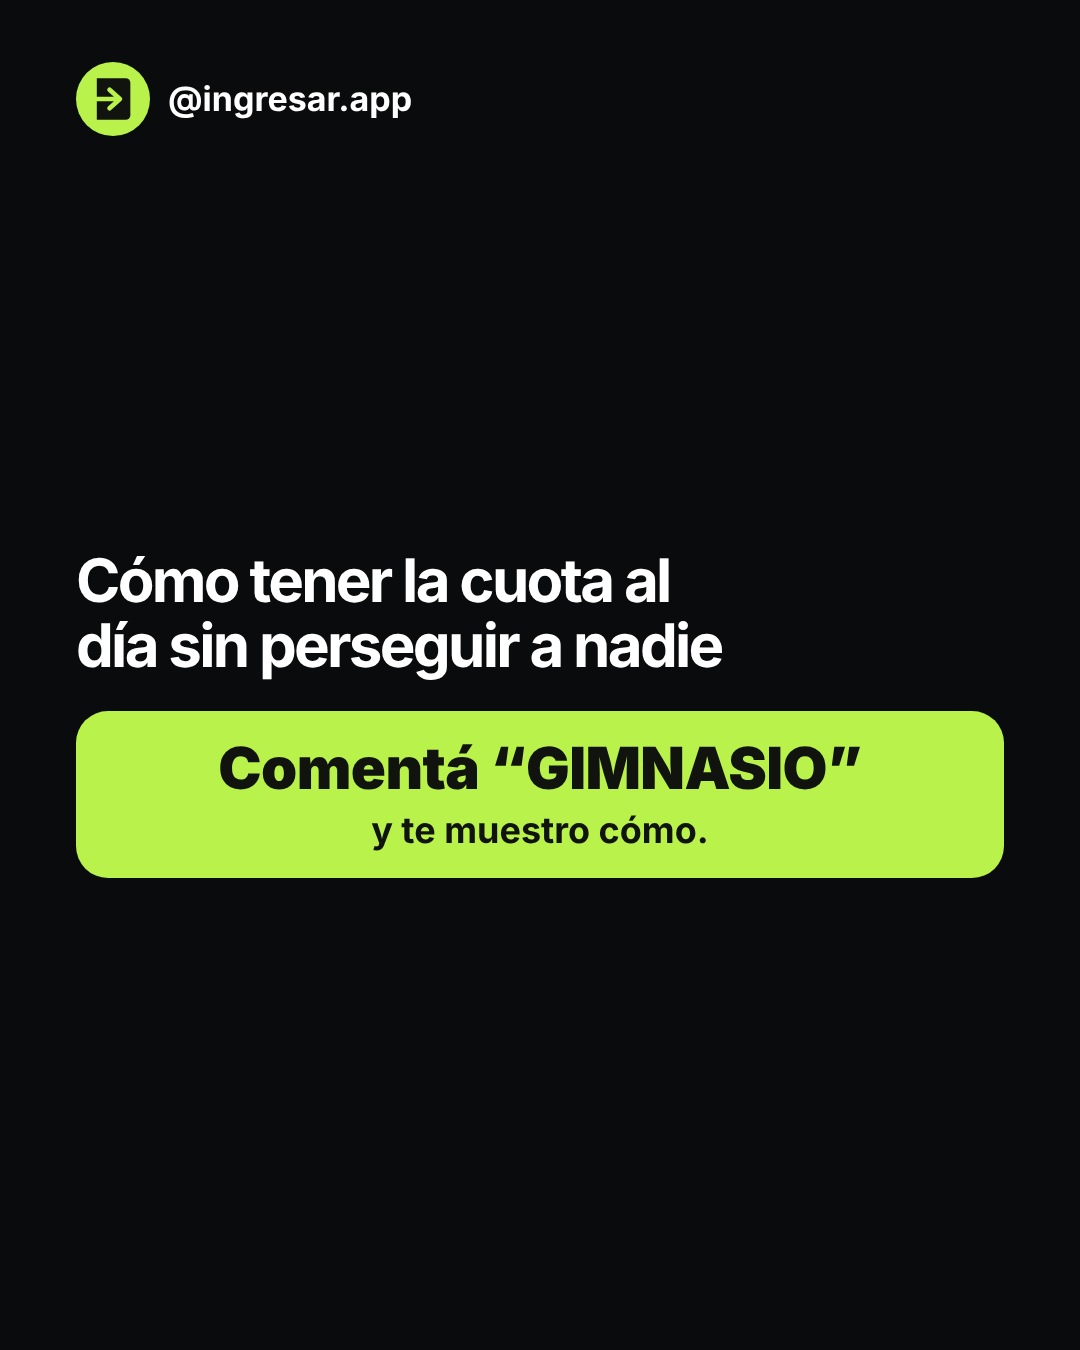 @ingresar.app
Cómo tener la cuota al
día sin perseguir a nadie
Comentá “GIMNASIO”
y te muestro cómo.